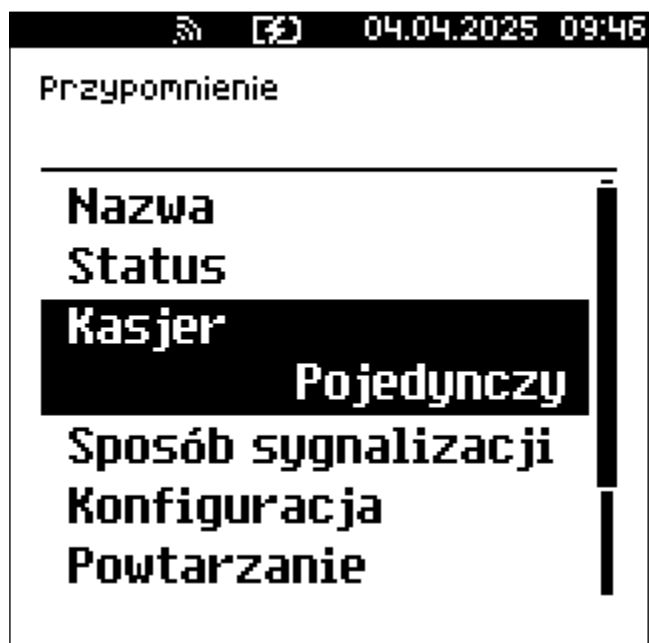 04.04.2025 09:46
Przypomnienie
Nazwa
Status
Kasjer
Pojedynczy
Sposób sygnalizacji
Konfiguracja
Powtarzanie